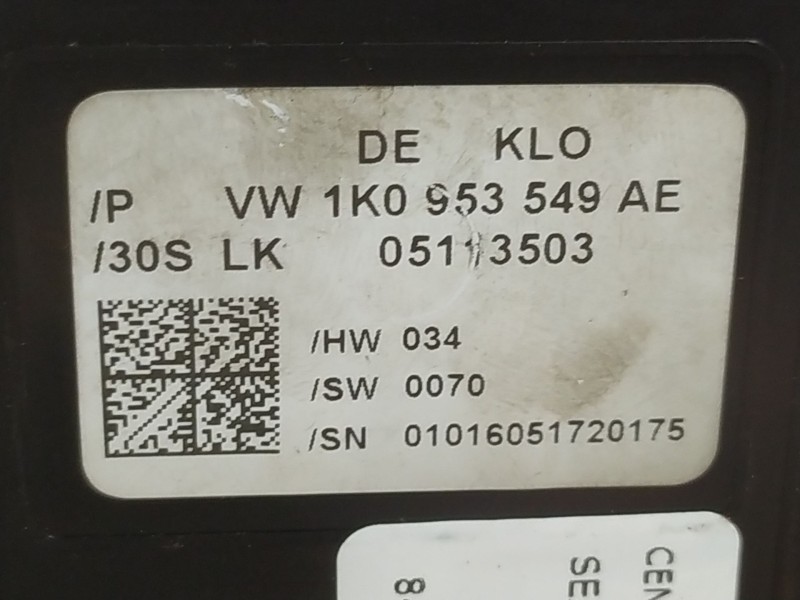 DE KLO
/P VW 1K0 953 549 AE
/30S LK 05113503
/HW 034
/SW 0070
/SN 01016051720175